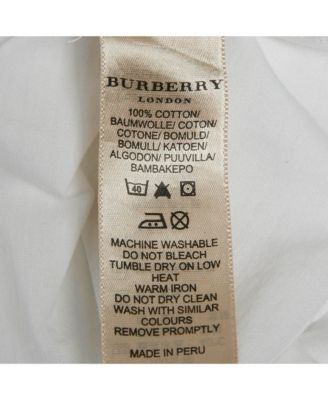 BURBERRY
LONDON
100% COTTON/
BAUMWOLLE/ COTON/
COTONE/ BOMULD/
BOMULL/ KATOEN/
ALGODON/ PUUVILLA/
BAMBAKEPO
40
MACHINE WASHABLE
DO NOT BLEACH
TUMBLE DRY ON LOW
HEAT
WARM IRON
DO NOT DRY CLEAN
WASH WITH SIMILAR
COLOURS
REMOVE PROMPTLY
MADE IN PERU